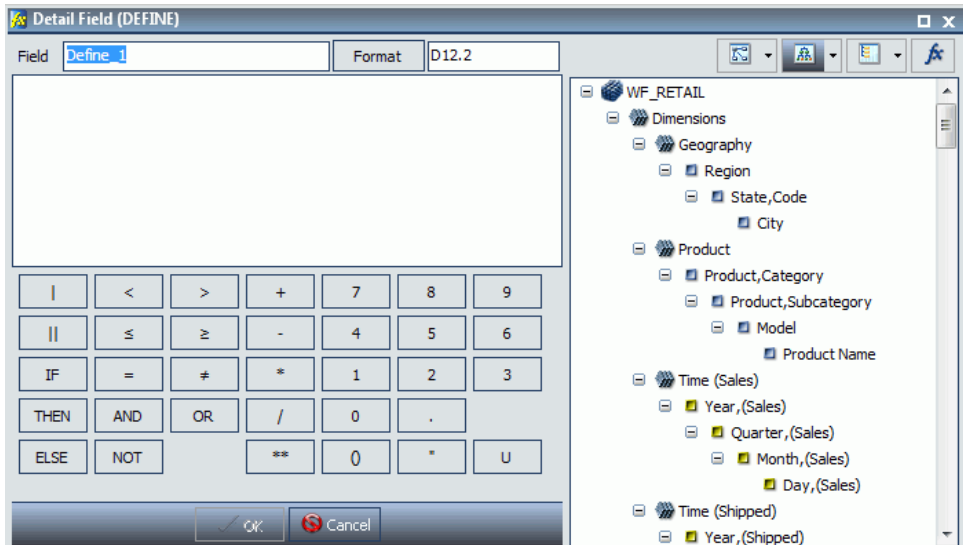 Detail Field (DEFINE)
Field Define_1 Format D12.2 fx
WF_RETAIL
Dimensions
Geography
Region
State,Code
City
Product
Product,Category
Product,Subcategory
Model
Product Name
Time (Sales)
Year,(Sales)
Quarter,(Sales)
Month,(Sales)
Day,(Sales)
Time (Shipped)
Year,(Shipped)
| < > + 7 8 9
|| ≤ ≥ - 4 5 6
IF = ≠ * 1 2 3
THEN AND OR / 0 .
ELSE NOT ** () " U
OK Cancel